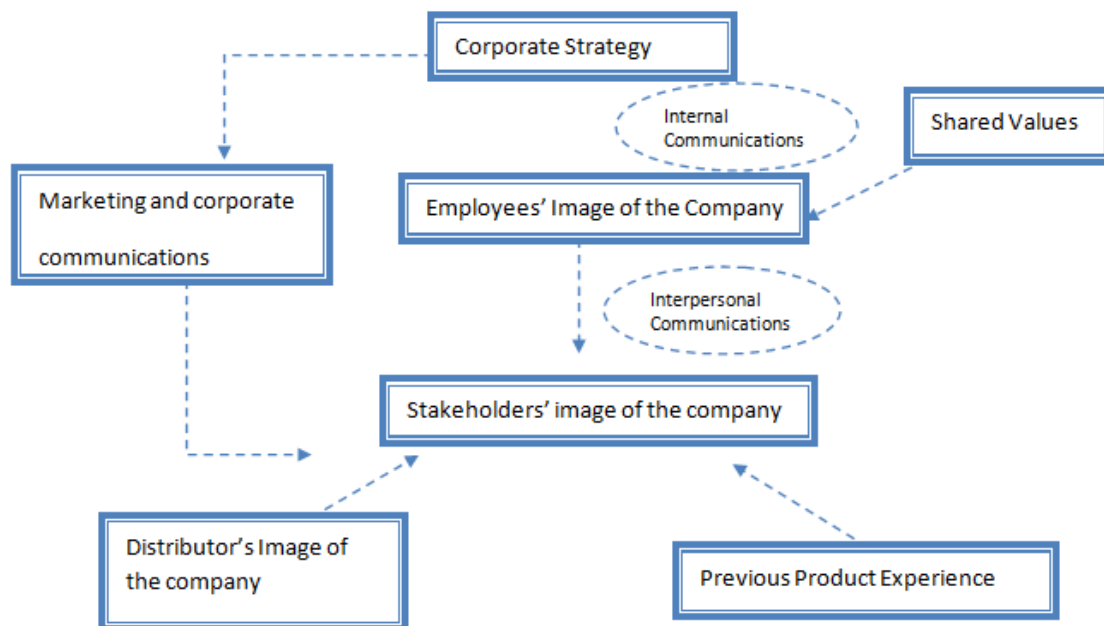 Corporate Strategy
Internal
Communications
Shared Values
Marketing and corporate
communications
Employees’ Image of the Company
Interpersonal
Communications
Stakeholders’ image of the company
Distributor’s Image of
the company
Previous Product Experience